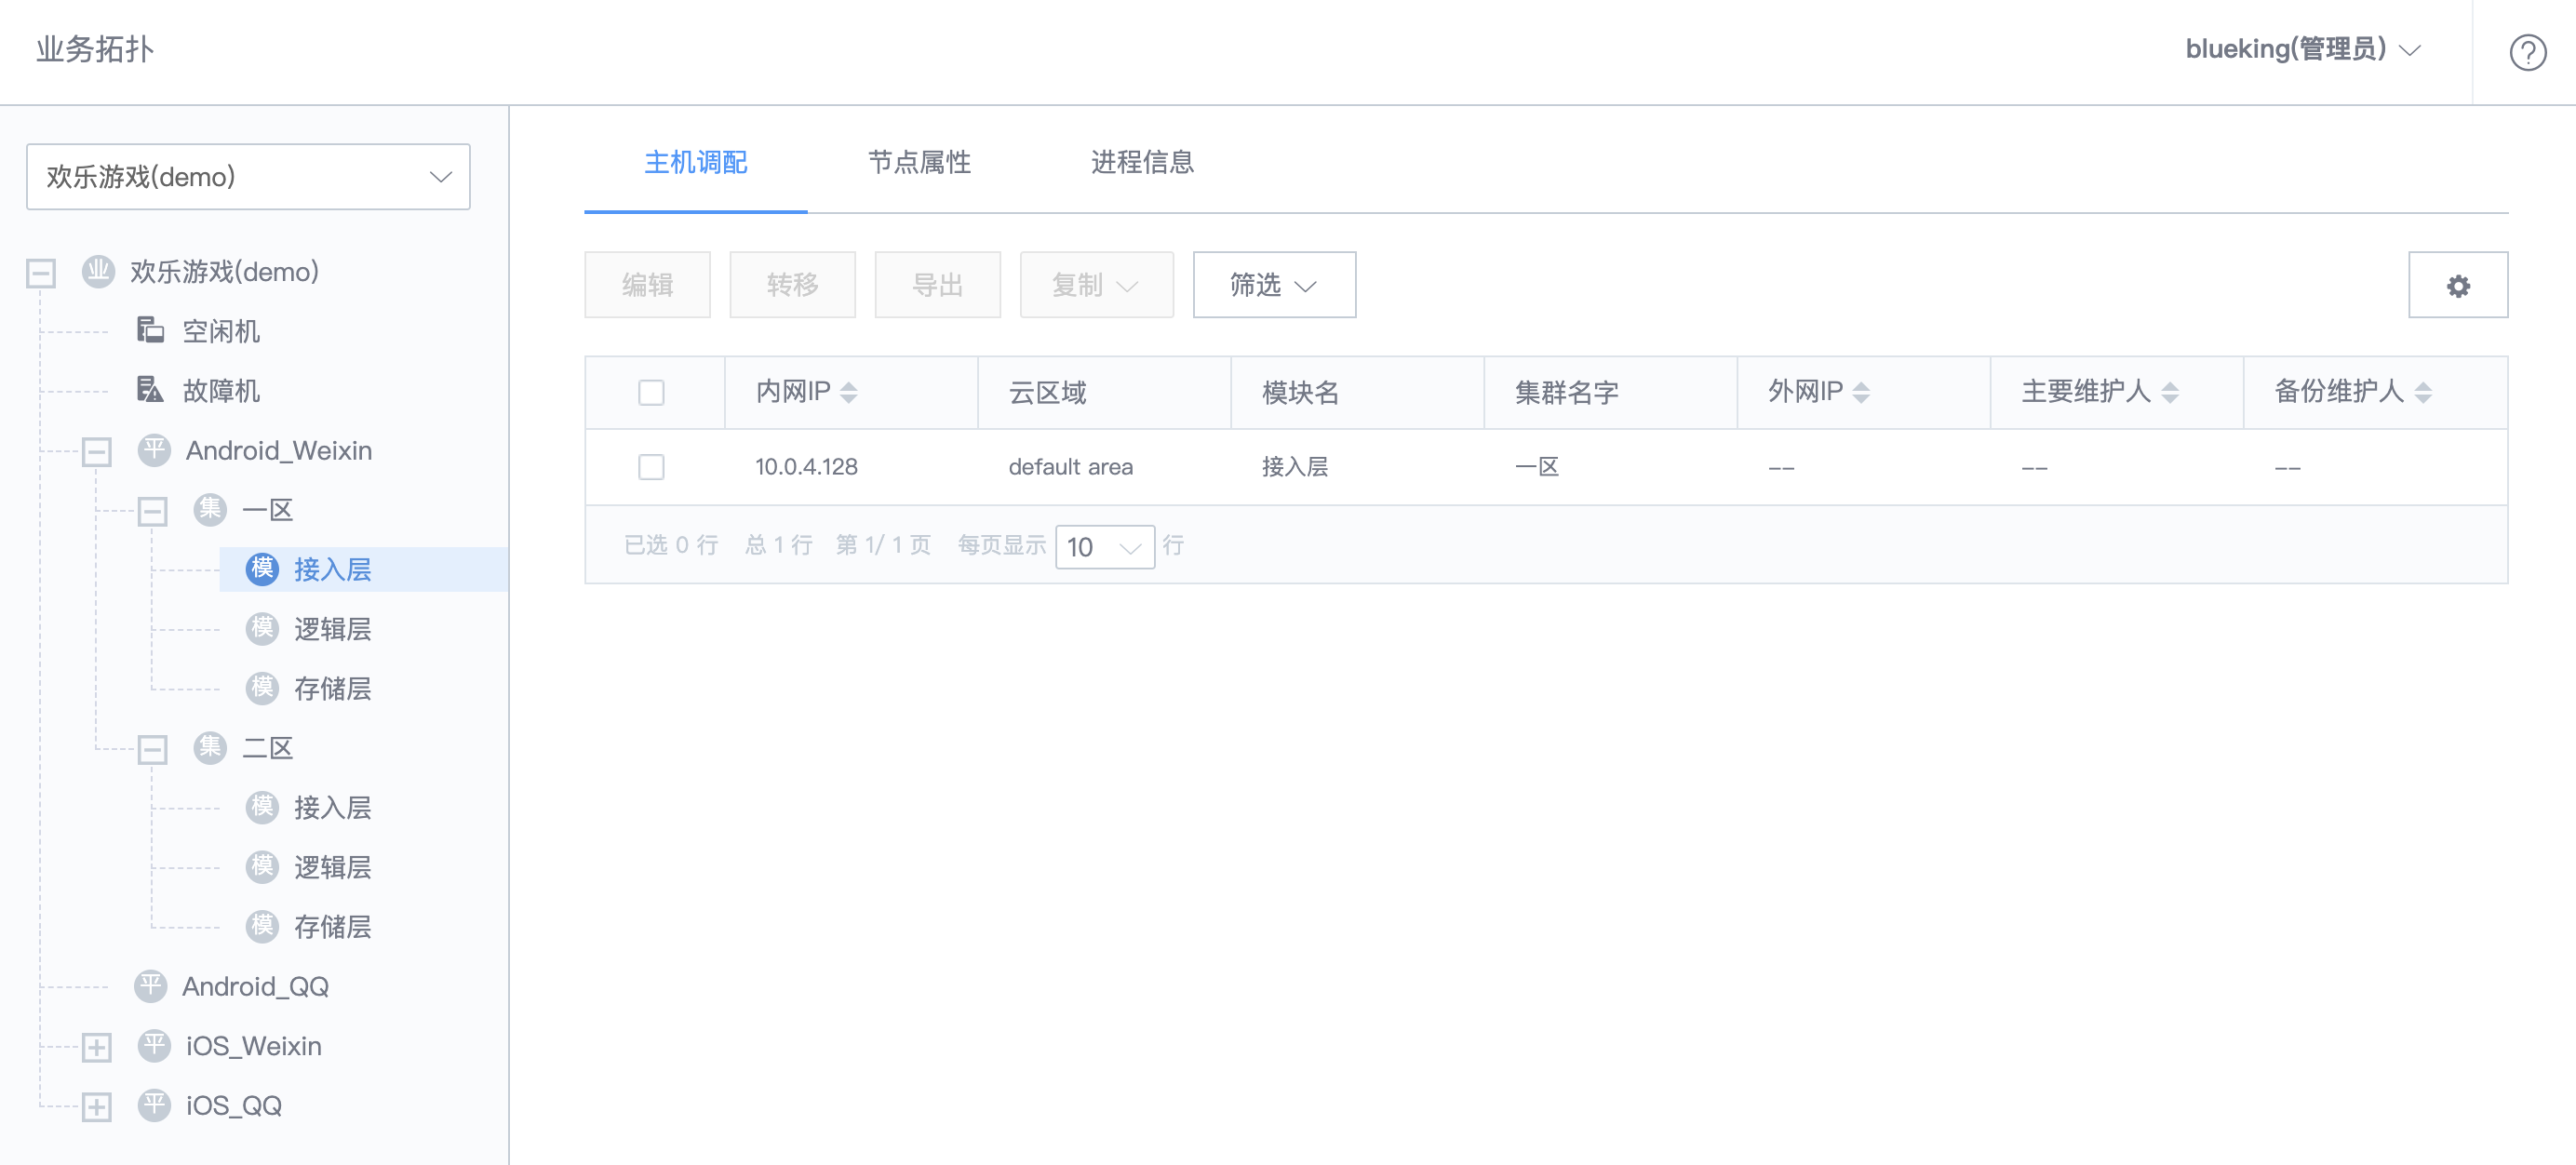 业务拓扑
blueking(管理员)
欢乐游戏(demo)
业 欢乐游戏(demo)
空闲机
故障机
平 Android_Weixin
集 一区
模 接入层
模 逻辑层
模 存储层
集 二区
模 接入层
模 逻辑层
模 存储层
平 Android_QQ
平 iOS_Weixin
平 iOS_QQ
主机调配 节点属性 进程信息
编辑 转移 导出 复制 筛选
内网IP 云区域 模块名 集群名字 外网IP 主要维护人 备份维护人
10.0.4.128 default area 接入层 一区 -- -- --
已选 0 行 总 1 行 第 1/ 1 页 每页显示 10 行